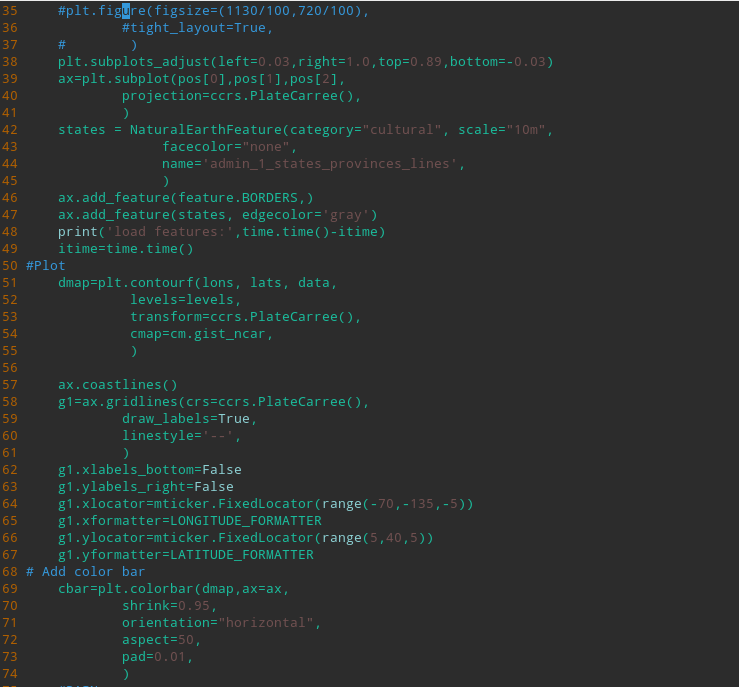 35     #plt.figure(figsize=(1130/100,720/100),
36             #tight_layout=True,
37     #        )
38     plt.subplots_adjust(left=0.03,right=1.0,top=0.89,bottom=-0.03)
39     ax=plt.subplot(pos[0],pos[1],pos[2],
40             projection=ccrs.PlateCarree(),
41             )
42     states = NaturalEarthFeature(category="cultural", scale="10m",
43                  facecolor="none",
44                  name='admin_1_states_provinces_lines',
45                  )
46     ax.add_feature(feature.BORDERS,)
47     ax.add_feature(states, edgecolor='gray')
48     print('load features:',time.time()-itime)
49     itime=time.time()
50 #Plot
51     dmap=plt.contourf(lons, lats, data,
52              levels=levels,
53              transform=ccrs.PlateCarree(),
54              cmap=cm.gist_ncar,
55              )
56
57     ax.coastlines()
58     g1=ax.gridlines(crs=ccrs.PlateCarree(),
59             draw_labels=True,
60             linestyle='--',
61             )
62     g1.xlabels_bottom=False
63     g1.ylabels_right=False
64     g1.xlocator=mticker.FixedLocator(range(-70,-135,-5))
65     g1.xformatter=LONGITUDE_FORMATTER
66     g1.ylocator=mticker.FixedLocator(range(5,40,5))
67     g1.yformatter=LATITUDE_FORMATTER
68 # Add color bar
69     cbar=plt.colorbar(dmap,ax=ax,
70             shrink=0.95,
71             orientation="horizontal",
72             aspect=50,
73             pad=0.01,
74             )